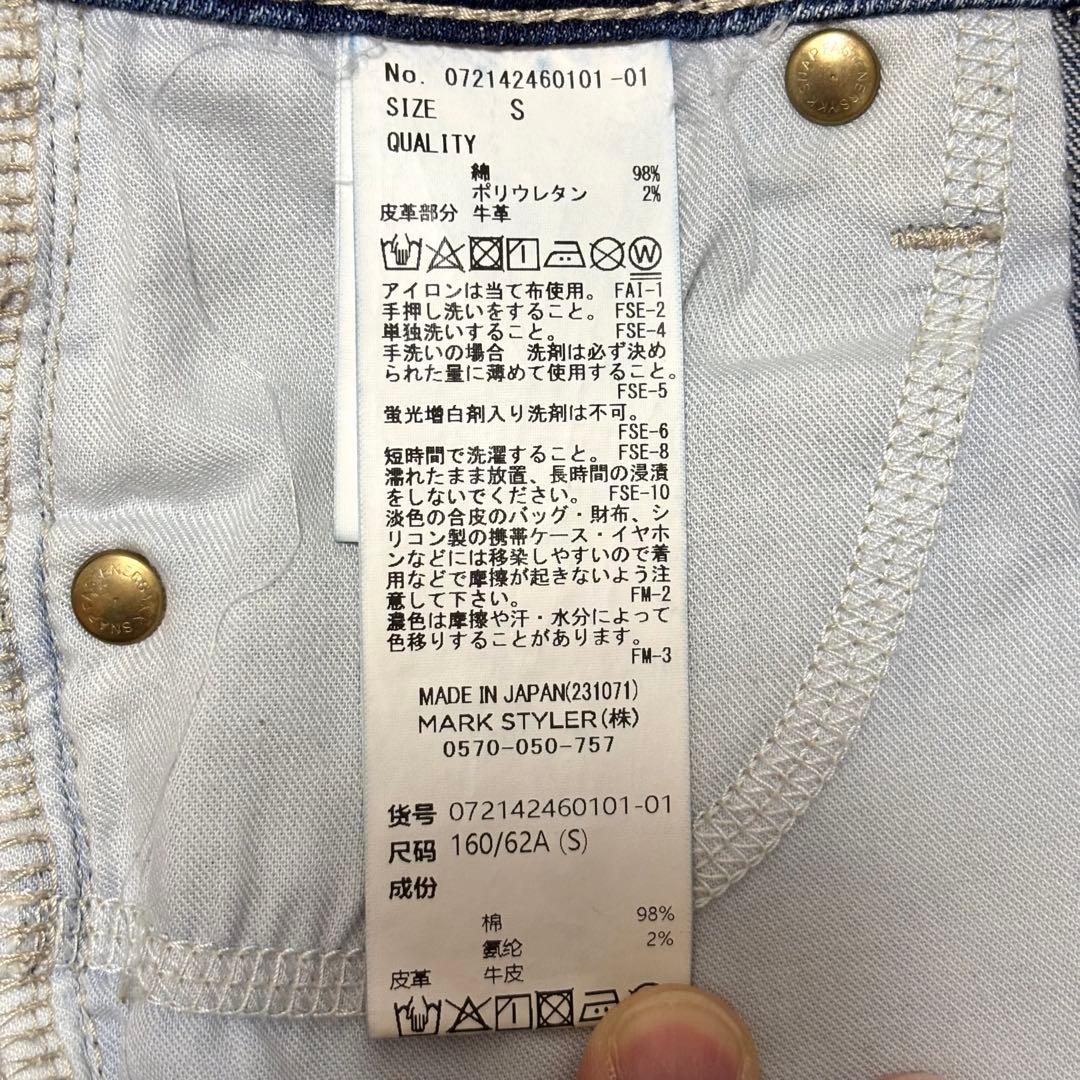 No. 072142460101-01
SIZE S
QUALITY
綿 98%
ポリウレタン 2%
皮革部分 牛革
W
アイロンは当て布使用。 FAI-1
手押し洗いをすること。 FSE-2
単独洗いすること。 FSE-4
手洗いの場合 洗剤は必ず決め
られた量に薄めて使用すること。
FSE-5
蛍光増白剤入り洗剤は不可。
FSE-6
短時間で洗濯すること。 FSE-8
濡れたまま放置、長時間の浸漬
をしないでください。 FSE-10
淡色の合皮のバッグ・財布、シ
リコン製の携帯ケース・イヤホ
ンなどには移染しやすいので着
用などで摩擦が起きないよう注
意して下さい。 FM-2
濃色は摩擦や汗・水分によって
色移りすることがあります。
FM-3
MADE IN JAPAN(231071)
MARK STYLER(株)
0570-050-757
货号 072142460101-01
尺码 160/62A (S)
成份
棉 98%
氨纶 2%
皮革 牛皮